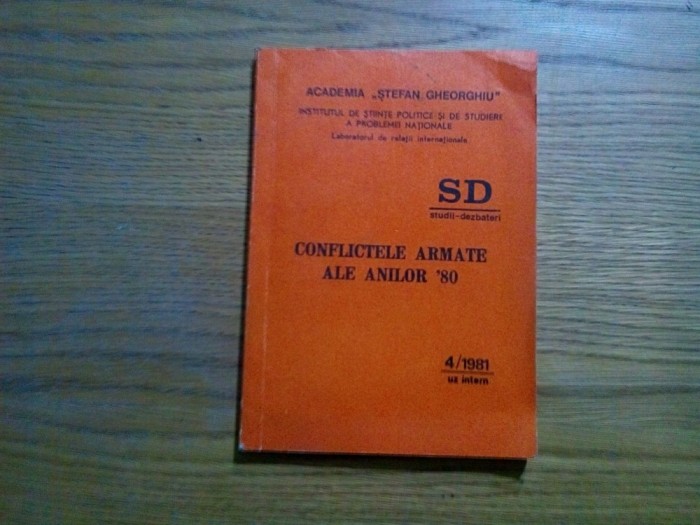 ACADEMIA „ȘTEFAN GHEORGHIU"
INSTITUTUL DE ȘTIINȚE POLITICE ȘI DE STUDIERE
A PROBLEMEI NAȚIONALE
Laboratorul de relații internaționale
SD
studii-dezbateri
CONFLICTELE ARMATE
ALE ANILOR '80
4/1981
uz intern